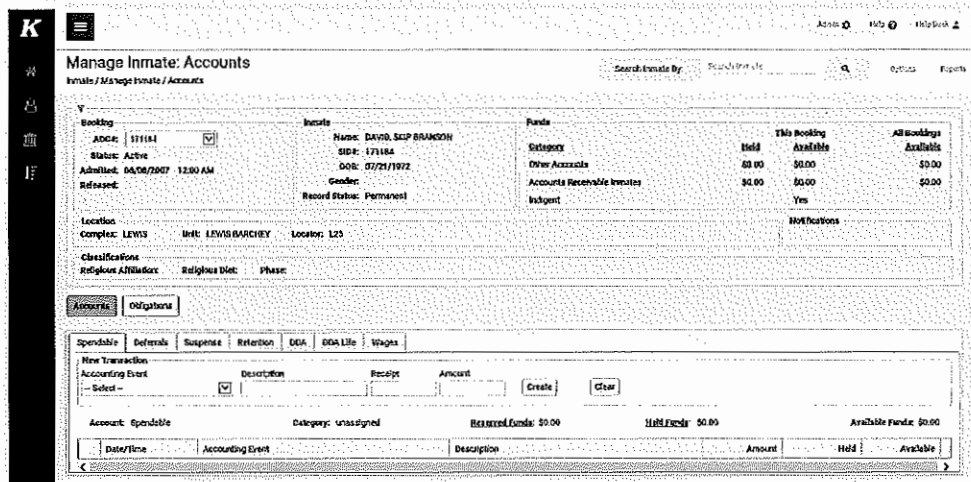 K
Admin Help HelpDesk
Manage Inmate: Accounts
Inmate / Manage Inmate / Accounts
Search Inmate By: Search Inmate Options Reports
Booking
ADC#: 171184
Status: Active
Admitted: 06/06/2007 12:00 AM
Released:
Inmate
Name: DAVID, SKIP BRANSON
SID#: 171184
DOB: 07/21/1972
Gender:
Record Status: Permanent
Funds
This Booking All Bookings
Category Held Available Available
Other Accounts $0.00 $0.00 $0.00
Accounts Receivable Inmates $0.00 $0.00 $0.00
Indigent Yes
Location
Complex: LEWIS Unit: LEWIS BARCHEY Locator: L25
Notifications
Classifications
Religious Affiliation: Religious Diet: Phase:
Accounts Obligations
Spendable Deferrals Suspense Retention DDA DDA Life Wages
New Transaction
Accounting Event Description Receipt Amount
-- Select -- Create Clear
Account: Spendable Category: unassigned Reserved Funds: $0.00 Held Funds: $0.00 Available Funds: $0.00
Date/Time Accounting Event Description Amount Held Available